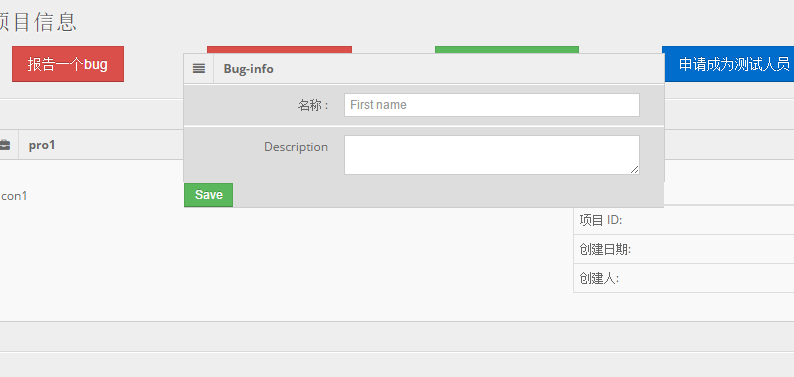 项目信息
报告一个bug
申请成为测试人员
Bug-info
名称 :
First name
Description
Save
pro1
con1
项目 ID:
创建日期:
创建人: